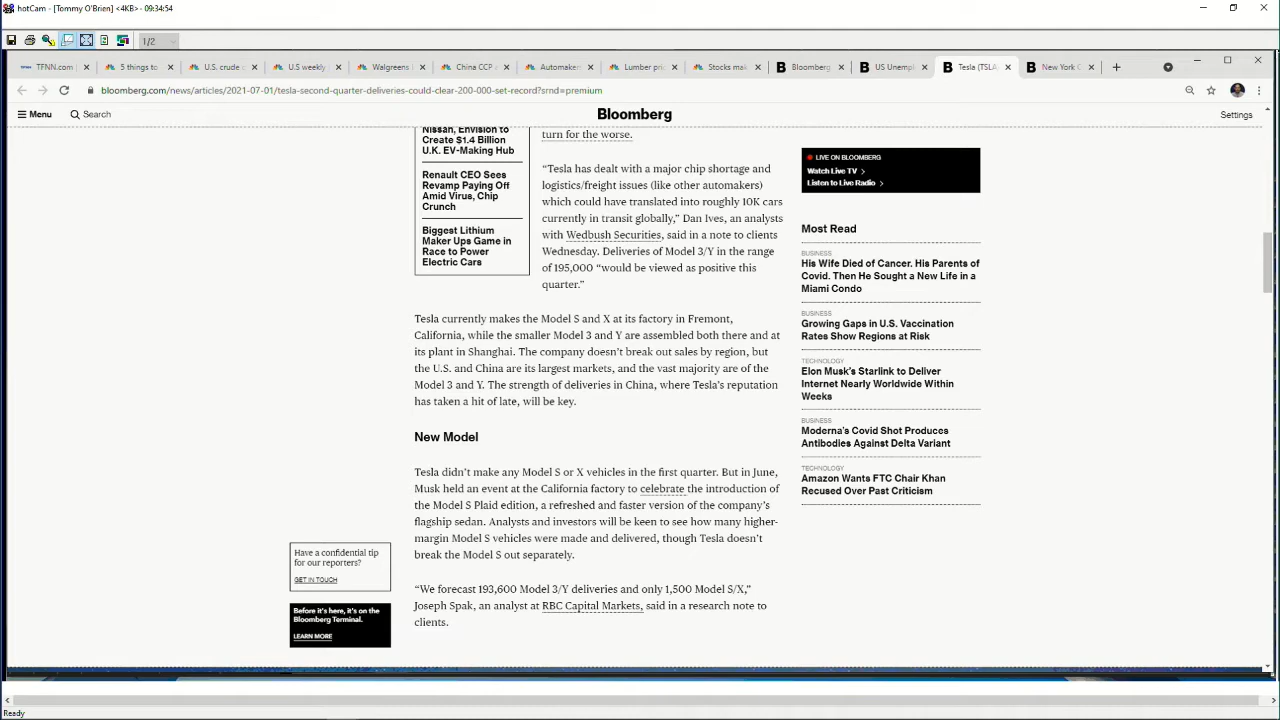 hotCam - [Tommy O'Brien] <4KB> - 09:34:54
1/2
TFNN.com
5 things to
U.S. crude
U.S weekly
Walgreens
China CCP
Automakers
Lumber pri
Stocks mak
Bloomberg
US Unempl
Tesla (TSLA
New York C
bloomberg.com/news/articles/2021-07-01/tesla-second-quarter-deliveries-could-clear-200-000-set-record?srnd=premium
Menu
Search
Bloomberg
Settings
Nissan, Envision to
Create $1.4 Billion
U.K. EV-Making Hub
Renault CEO Sees
Revamp Paying Off
Amid Virus, Chip
Crunch
Biggest Lithium
Maker Ups Game in
Race to Power
Electric Cars
turn for the worse.
“Tesla has dealt with a major chip shortage and
logistics/freight issues (like other automakers)
which could have translated into roughly 10K cars
currently in transit globally,” Dan Ives, an analysts
with Wedbush Securities, said in a note to clients
Wednesday. Deliveries of Model 3/Y in the range
of 195,000 “would be viewed as positive this
quarter.”
Tesla currently makes the Model S and X at its factory in Fremont,
California, while the smaller Model 3 and Y are assembled both there and at
its plant in Shanghai. The company doesn’t break out sales by region, but
the U.S. and China are its largest markets, and the vast majority are of the
Model 3 and Y. The strength of deliveries in China, where Tesla’s reputation
has taken a hit of late, will be key.
New Model
Tesla didn’t make any Model S or X vehicles in the first quarter. But in June,
Musk held an event at the California factory to celebrate the introduction of
the Model S Plaid edition, a refreshed and faster version of the company’s
flagship sedan. Analysts and investors will be keen to see how many higher-
margin Model S vehicles were made and delivered, though Tesla doesn’t
break the Model S out separately.
“We forecast 193,600 Model 3/Y deliveries and only 1,500 Model S/X,”
Joseph Spak, an analyst at RBC Capital Markets, said in a research note to
clients.
Have a confidential tip
for our reporters?
GET IN TOUCH
Before it's here, it's on the
Bloomberg Terminal.
LEARN MORE
LIVE ON BLOOMBERG
Watch Live TV
Listen to Live Radio
Most Read
BUSINESS
His Wife Died of Cancer. His Parents of
Covid. Then He Sought a New Life in a
Miami Condo
BUSINESS
Growing Gaps in U.S. Vaccination
Rates Show Regions at Risk
TECHNOLOGY
Elon Musk’s Starlink to Deliver
Internet Nearly Worldwide Within
Weeks
BUSINESS
Moderna’s Covid Shot Produces
Antibodies Against Delta Variant
TECHNOLOGY
Amazon Wants FTC Chair Khan
Recused Over Past Criticism
Ready